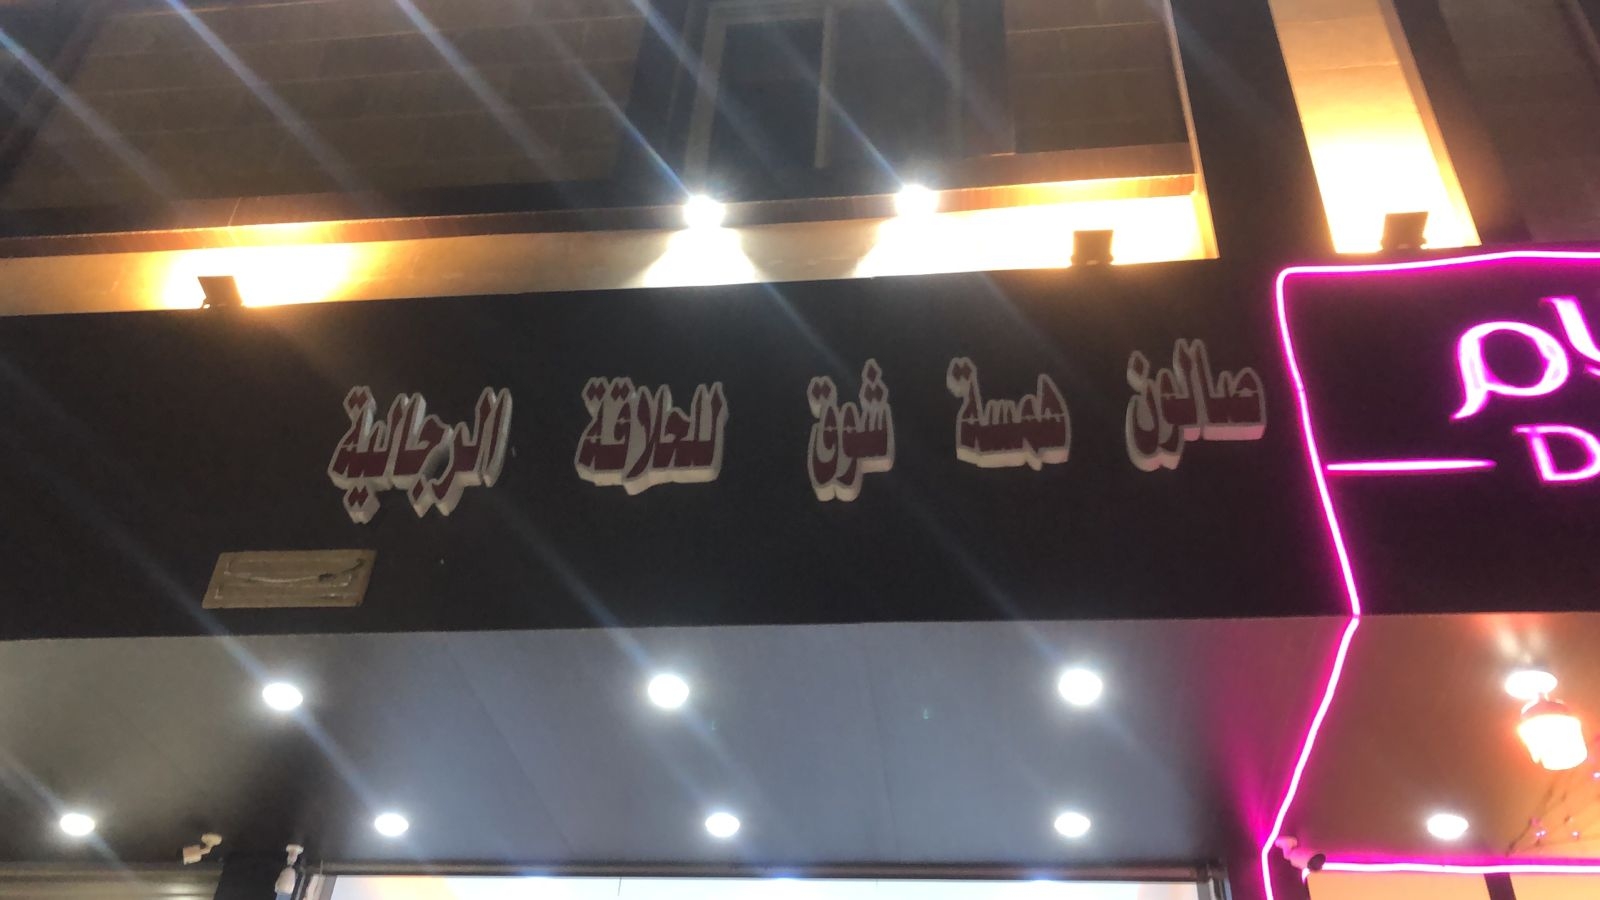 صالون همسة شوق للحلاقة الرجالية